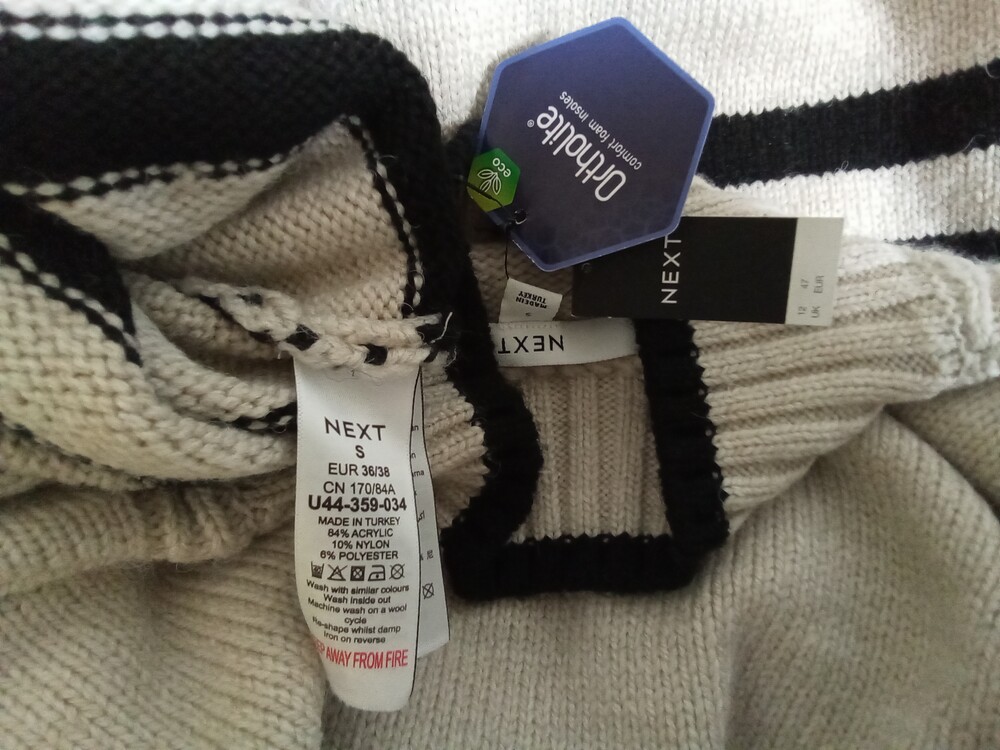 Ortholite®
comfort foam insoles
eco
NEXT
12 47
UK EUR
MADE IN
TURKEY
NEXT
NEXT
S
EUR 36/38
CN 170/84A
U44-359-034
MADE IN TURKEY
84% ACRYLIC
10% NYLON
6% POLYESTER
Wash with similar colours
Wash inside out
Machine wash on a wool
cycle
Re-shape whilst damp
Iron on reverse
AWAY FROM FIRE